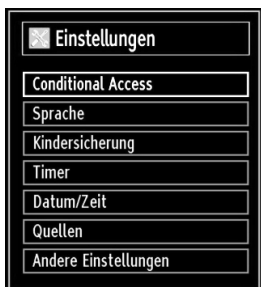 Einstellungen
Conditional Access
Sprache
Kindersicherung
Timer
Datum/Zeit
Quellen
Andere Einstellungen